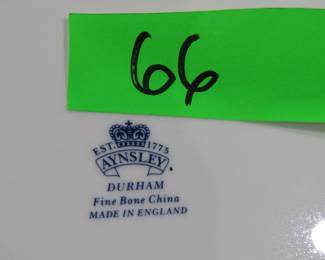 66
EST. 1775
AYNSLEY
DURHAM
Fine Bone China
MADE IN ENGLAND